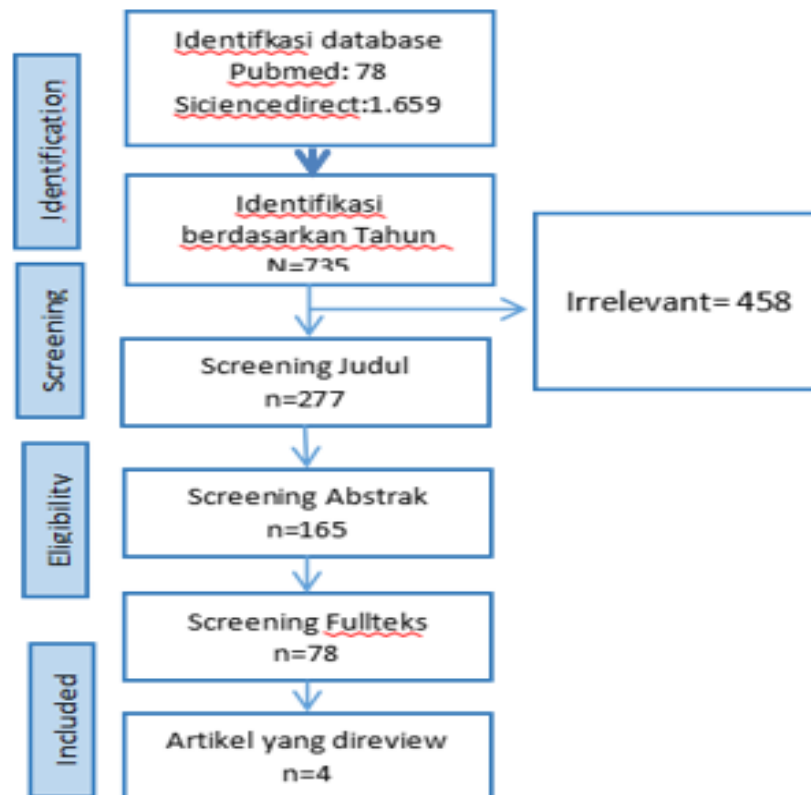 Identification
Identifkasi database
Pubmed: 78
Siciencedirect:1.659
Identifikasi
berdasarkan Tahun
N=735
Irrelevant= 458
Screening
Screening Judul
n=277
Eligibility
Screening Abstrak
n=165
Screening Fullteks
n=78
Included
Artikel yang direview
n=4